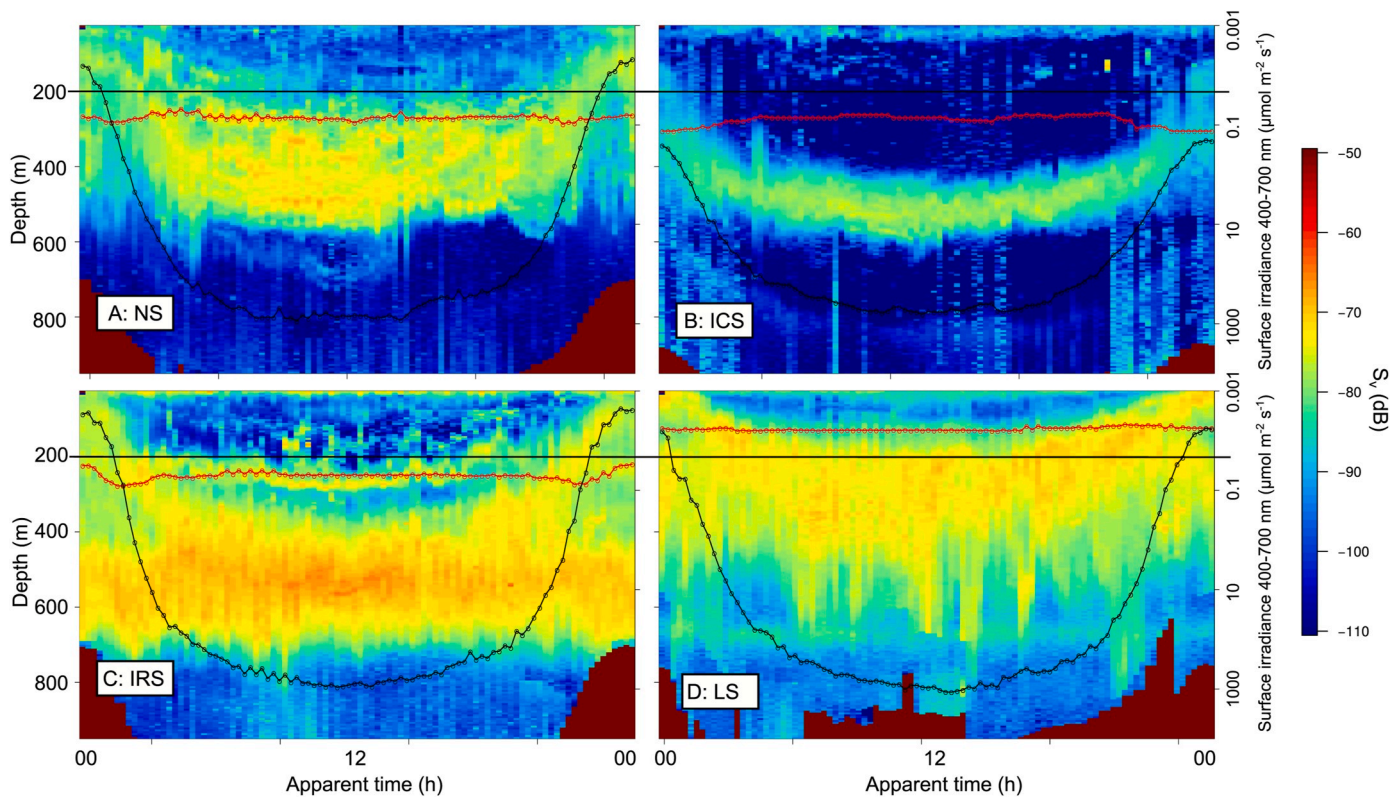 200
400
600
800
Depth (m)
A: NS
B: ICS
0.001
0.1
10
1000
Surface irradiance 400-700 nm (μmol m⁻² s⁻¹)
200
400
600
800
Depth (m)
C: IRS
D: LS
0.001
0.1
10
1000
Surface irradiance 400-700 nm (μmol m⁻² s⁻¹)
−50
−60
−70
−80
−90
−100
−110
Sᵥ (dB)
00 12 00
00 12 00
Apparent time (h)
Apparent time (h)